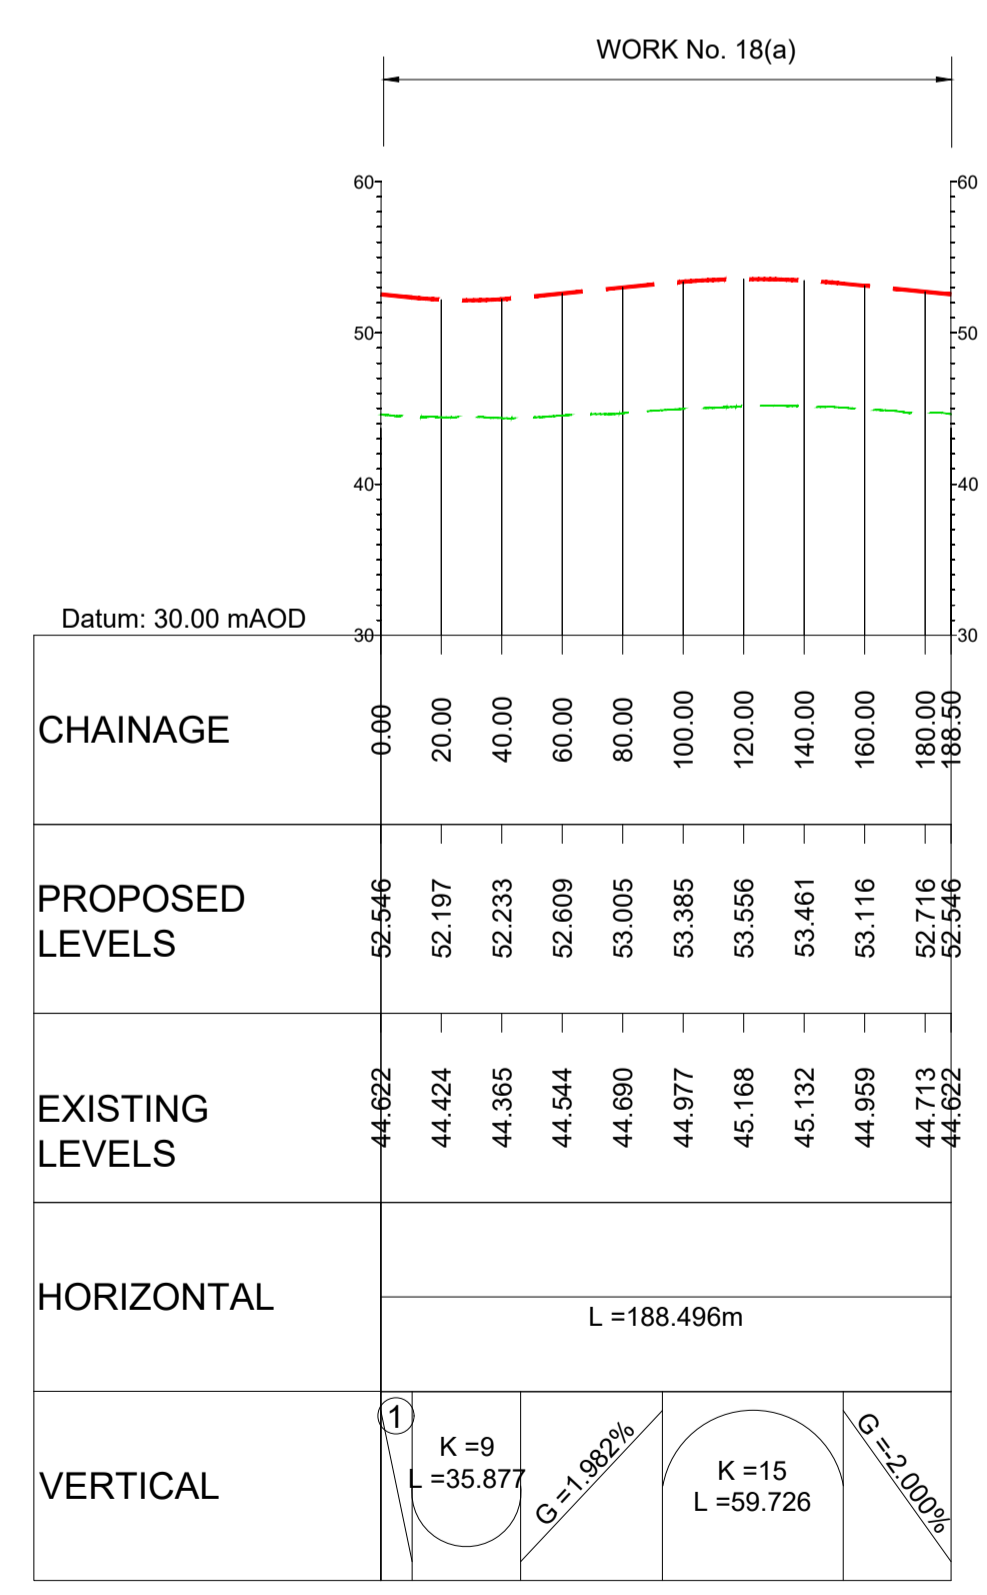 WORK No. 18(a)
60 60
50 50
40 40
Datum: 30.00 mAOD
30 30
CHAINAGE 0.00 20.00 40.00 60.00 80.00 100.00 120.00 140.00 160.00 180.00 188.50
PROPOSED
LEVELS
52.546 52.197 52.233 52.609 53.005 53.385 53.556 53.461 53.116 52.716 52.546
EXISTING
LEVELS
44.622 44.424 44.365 44.544 44.690 44.977 45.168 45.132 44.959 44.713 44.622
HORIZONTAL
L =188.496m
VERTICAL
1
K =9
L =35.877
G =1.982%
K =15
L =59.726
G =-2.000%